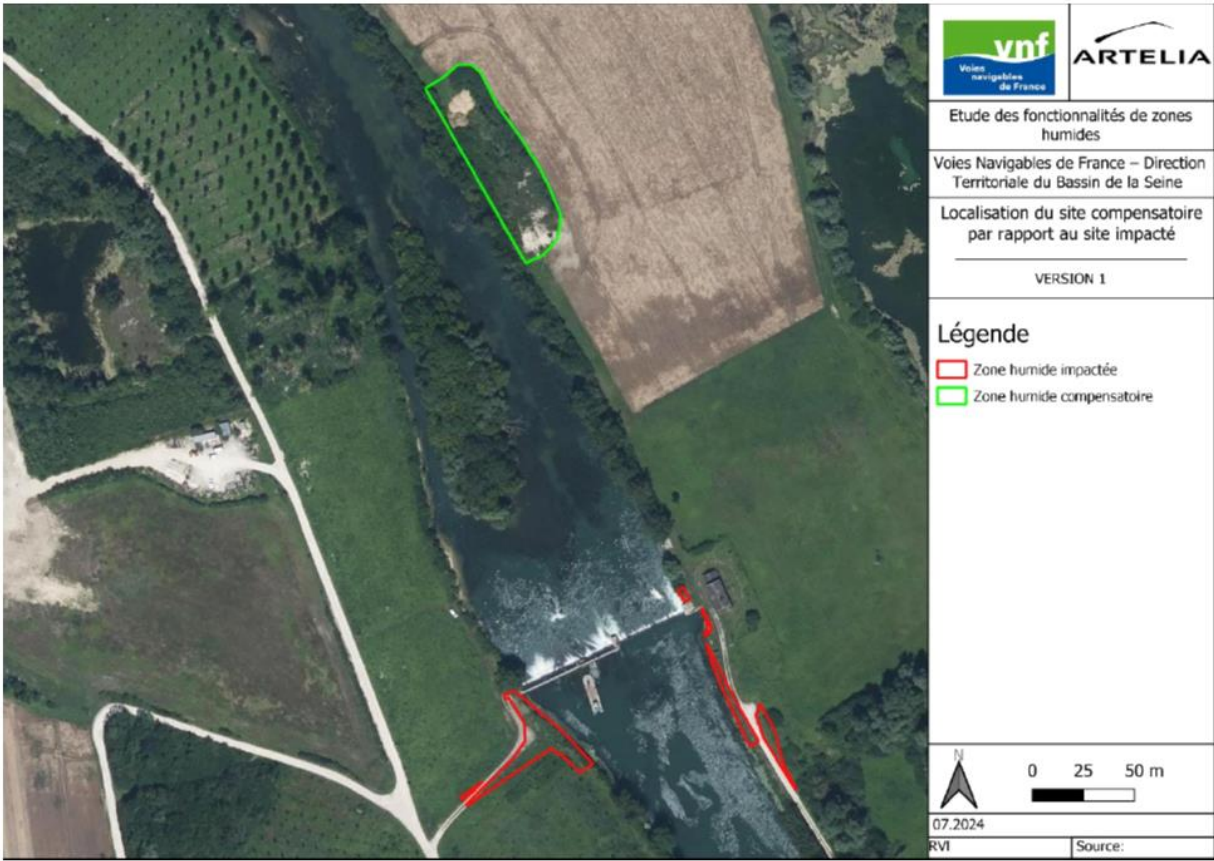 vnf
Voies
navigables
de France
ARTELIA
Etude des fonctionnalités de zones
humides
Voies Navigables de France – Direction
Territoriale du Bassin de la Seine
Localisation du site compensatoire
par rapport au site impacté
VERSION 1
Légende
Zone humide impactée
Zone humide compensatoire
N
0 25 50 m
07.2024
RVI
Source: